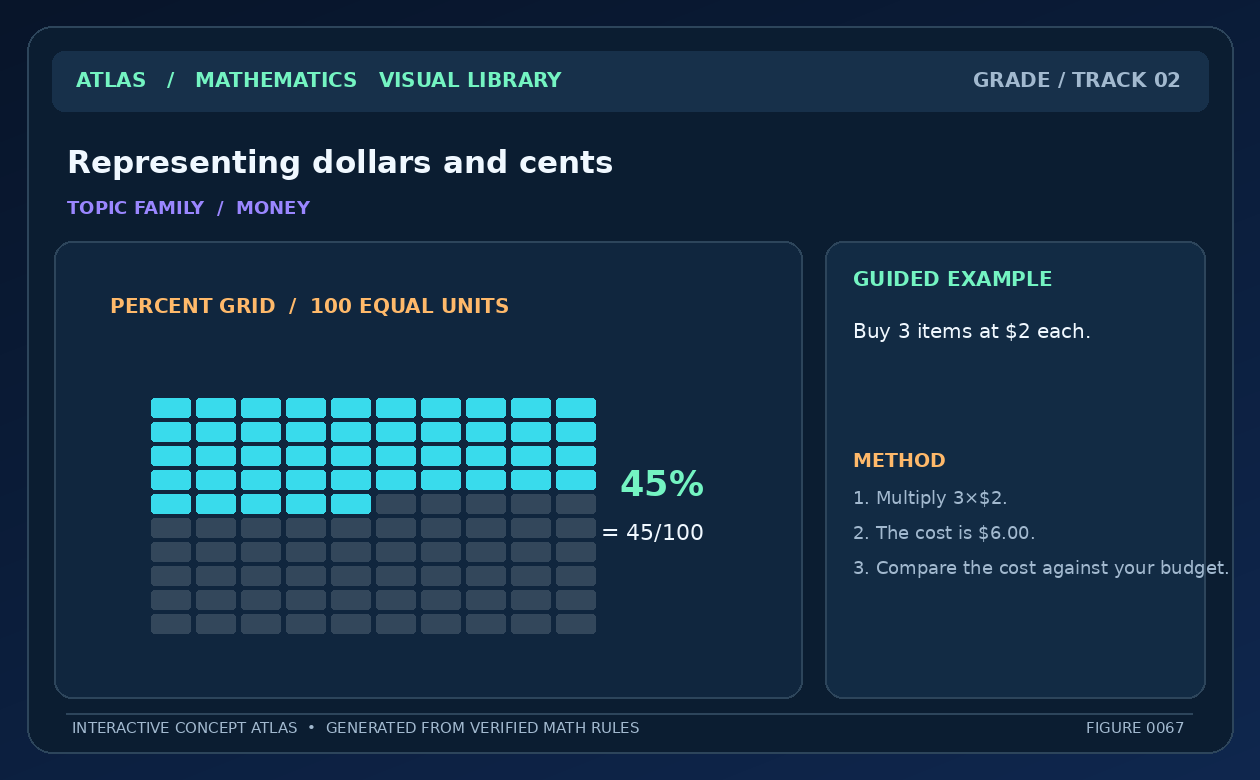 ATLAS / MATHEMATICS VISUAL LIBRARY
GRADE / TRACK 02
Representing dollars and cents
TOPIC FAMILY / MONEY
PERCENT GRID / 100 EQUAL UNITS
45%
= 45/100
GUIDED EXAMPLE
Buy 3 items at $2 each.
METHOD
1. Multiply 3×$2.
2. The cost is $6.00.
3. Compare the cost against your budget.
INTERACTIVE CONCEPT ATLAS • GENERATED FROM VERIFIED MATH RULES
FIGURE 0067